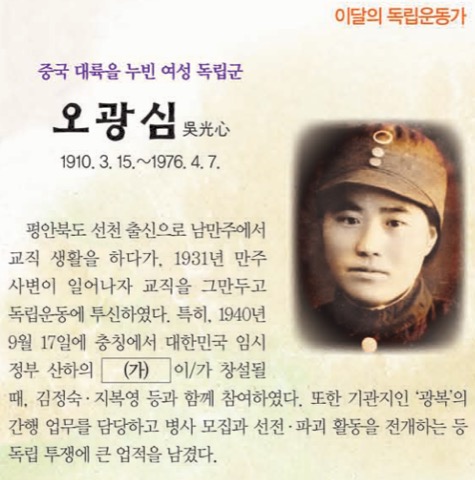 이달의 독립운동가
중국 대륙을 누빈 여성 독립군
오광심 吳光心
1910. 3. 15.～1976. 4. 7.
평안북도 선천 출신으로 남만주에서
교직 생활을 하다가, 1931년 만주
사변이 일어나자 교직을 그만두고
독립운동에 투신하였다. 특히, 1940년
9월 17일에 충칭에서 대한민국 임시
정부 산하의 (가) 이/가 창설될
때, 김정숙·지복영 등과 함께 참여하였다. 또한 기관지인 ‘광복’의
간행 업무를 담당하고 병사 모집과 선전·파괴 활동을 전개하는 등
독립 투쟁에 큰 업적을 남겼다.